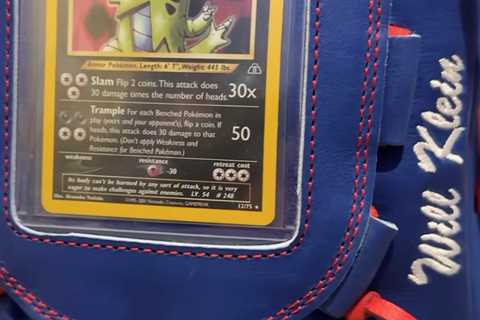 Armor Pokémon. Length: 6' 7", Weight: 445 lbs.
Slam Flip 2 coins. This attack does
30 damage times the number of heads. 30x
Trample For each Benched Pokémon in
play (yours and your opponent's), flip a coin. If
heads, this attack does 30 damage to that
Pokémon. (Don't apply Weakness and
Resistance for Benched Pokémon.)
50
weakness resistance retreat cost
-30
Its body can't be harmed by any sort of attack, so it is very
eager to make challenges against enemies. LV. 54 # 248
12/75
Will Klein